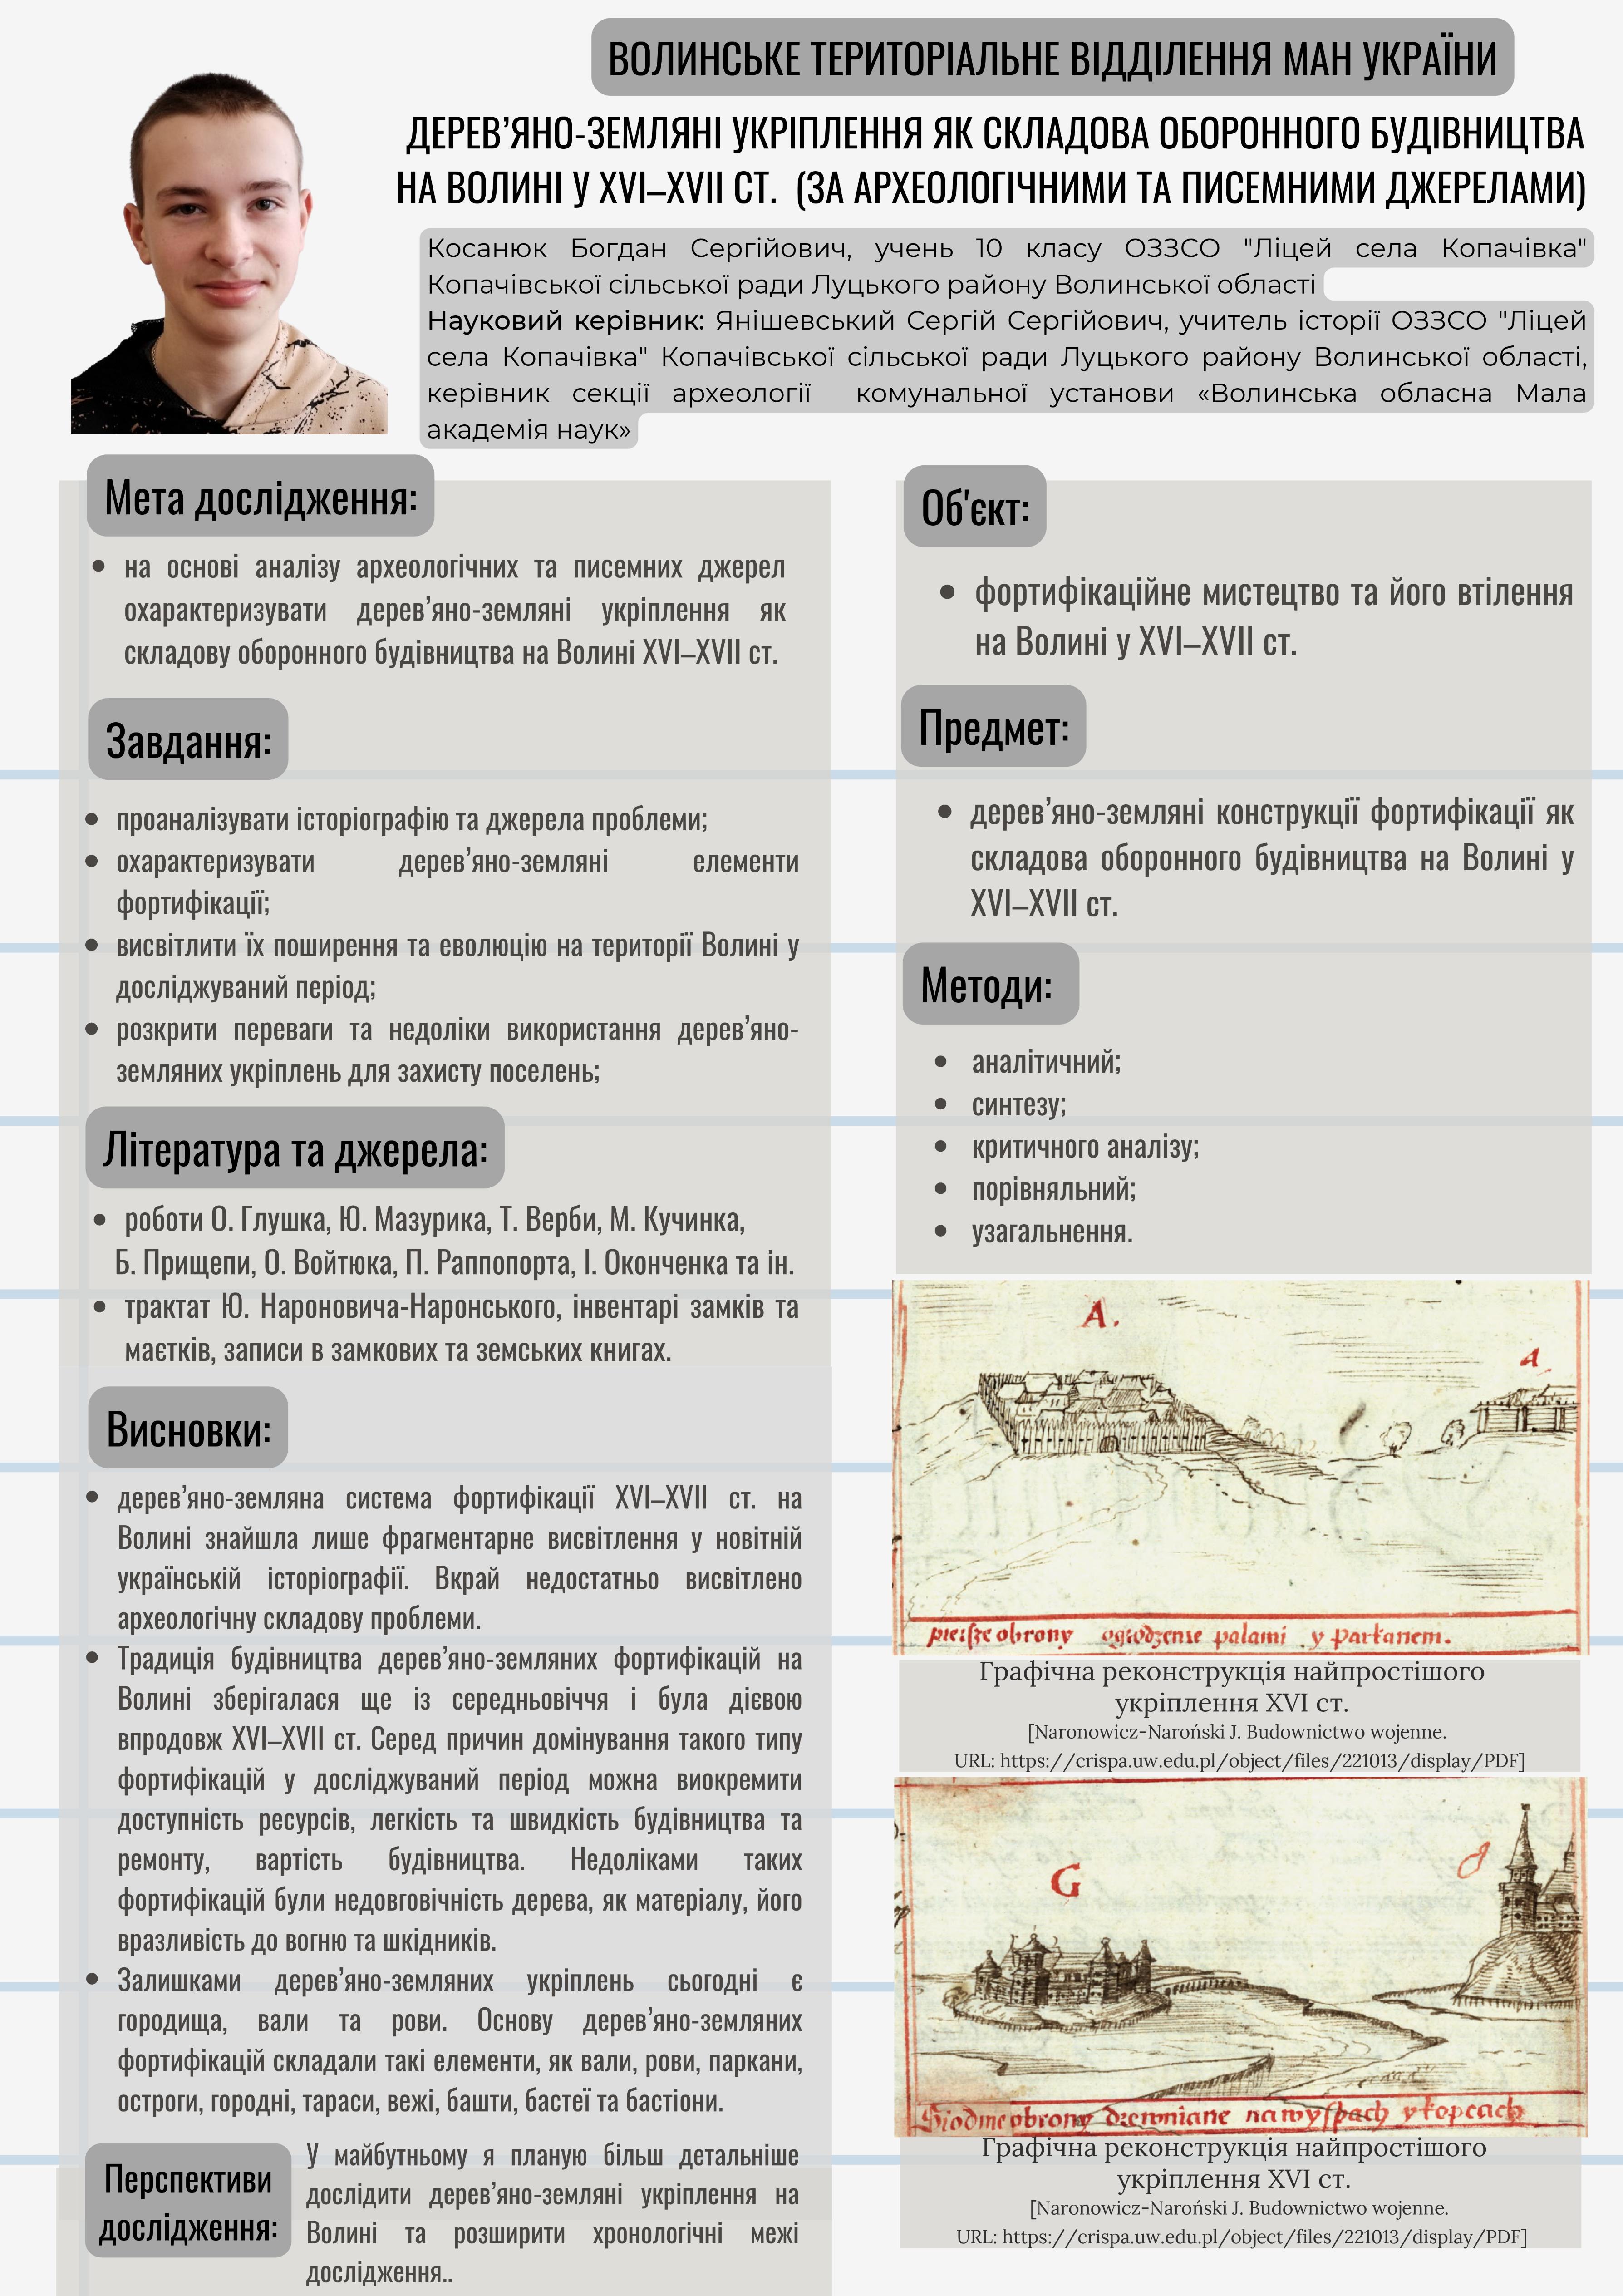 ВОЛИНСЬКЕ ТЕРИТОРІАЛЬНЕ ВІДДІЛЕННЯ МАН УКРАЇНИ
ДЕРЕВ’ЯНО-ЗЕМЛЯНІ УКРІПЛЕННЯ ЯК СКЛАДОВА ОБОРОННОГО БУДІВНИЦТВА
НА ВОЛИНІ У XVI–XVII СТ. (ЗА АРХЕОЛОГІЧНИМИ ТА ПИСЕМНИМИ ДЖЕРЕЛАМИ)
Косанюк Богдан Сергійович, учень 10 класу ОЗЗСО "Ліцей села Копачівка"
Копачівської сільської ради Луцького району Волинської області
Науковий керівник: Янішевський Сергій Сергійович, учитель історії ОЗЗСО "Ліцей
села Копачівка" Копачівської сільської ради Луцького району Волинської області,
керівник секції археології комунальної установи «Волинська обласна Мала
академія наук»
Мета дослідження:
• на основі аналізу археологічних та писемних джерел
охарактеризувати дерев’яно-земляні укріплення як
складову оборонного будівництва на Волині XVI–XVII ст.
Завдання:
• проаналізувати історіографію та джерела проблеми;
• охарактеризувати дерев’яно-земляні елементи
фортифікації;
• висвітлити їх поширення та еволюцію на території Волині у
досліджуваний період;
• розкрити переваги та недоліки використання дерев’яно-
земляних укріплень для захисту поселень;
Література та джерела:
• роботи О. Глушка, Ю. Мазурика, Т. Верби, М. Кучинка,
Б. Прищепи, О. Войтюка, П. Раппопорта, І. Оконченка та ін.
• трактат Ю. Нароновича-Наронського, інвентарі замків та
маєтків, записи в замкових та земських книгах.
Висновки:
• дерев’яно-земляна система фортифікації XVI–XVII ст. на
Волині знайшла лише фрагментарне висвітлення у новітній
українській історіографії. Вкрай недостатньо висвітлено
археологічну складову проблеми.
• Традиція будівництва дерев’яно-земляних фортифікацій на
Волині зберігалася ще із середньовіччя і була дієвою
впродовж XVI–XVII ст. Серед причин домінування такого типу
фортифікацій у досліджуваний період можна виокремити
доступність ресурсів, легкість та швидкість будівництва та
ремонту, вартість будівництва. Недоліками таких
фортифікацій були недовговічність дерева, як матеріалу, його
вразливість до вогню та шкідників.
• Залишками дерев’яно-земляних укріплень сьогодні є
городища, вали та рови. Основу дерев’яно-земляних
фортифікацій складали такі елементи, як вали, рови, паркани,
остроги, городні, тараси, вежі, башти, бастеї та бастіони.
Перспективи
дослідження:
У майбутньому я планую більш детальніше
дослідити дерев’яно-земляні укріплення на
Волині та розширити хронологічні межі
дослідження..
Об'єкт:
• фортифікаційне мистецтво та його втілення
на Волині у XVI–XVII ст.
Предмет:
• дерев’яно-земляні конструкції фортифікації як
складова оборонного будівництва на Волині у
XVI–XVII ст.
Методи:
• аналітичний;
• синтезу;
• критичного аналізу;
• порівняльний;
• узагальнення.
A.
a.
pierſze obrony ogrodzenie palami y parkanem.
Графічна реконструкція найпростішого
укріплення XVI ст.
[Naronowicz-Naroński J. Budownictwo wojenne.
URL: https://crispa.uw.edu.pl/object/files/221013/display/PDF]
G
g
Siodme obrony drewniane na wyſpach y kopcach
Графічна реконструкція найпростішого
укріплення XVI ст.
[Naronowicz-Naroński J. Budownictwo wojenne.
URL: https://crispa.uw.edu.pl/object/files/221013/display/PDF]